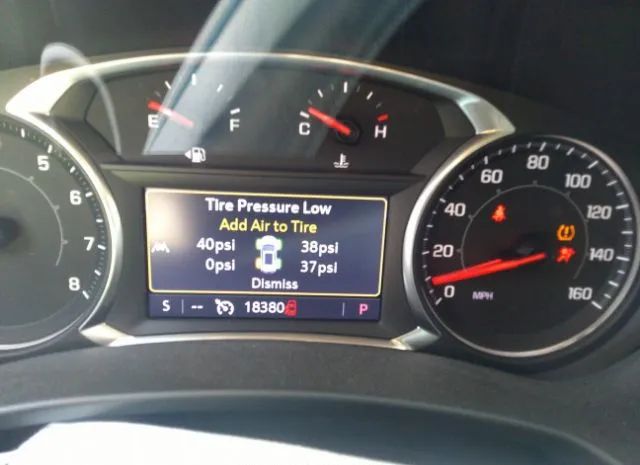 E F
C H
5
6
7
8
Tire Pressure Low
Add Air to Tire
40psi 38psi
0psi 37psi
Dismiss
S -- 18380 P
0 20 40 60 80 100 120 140 160
MPH